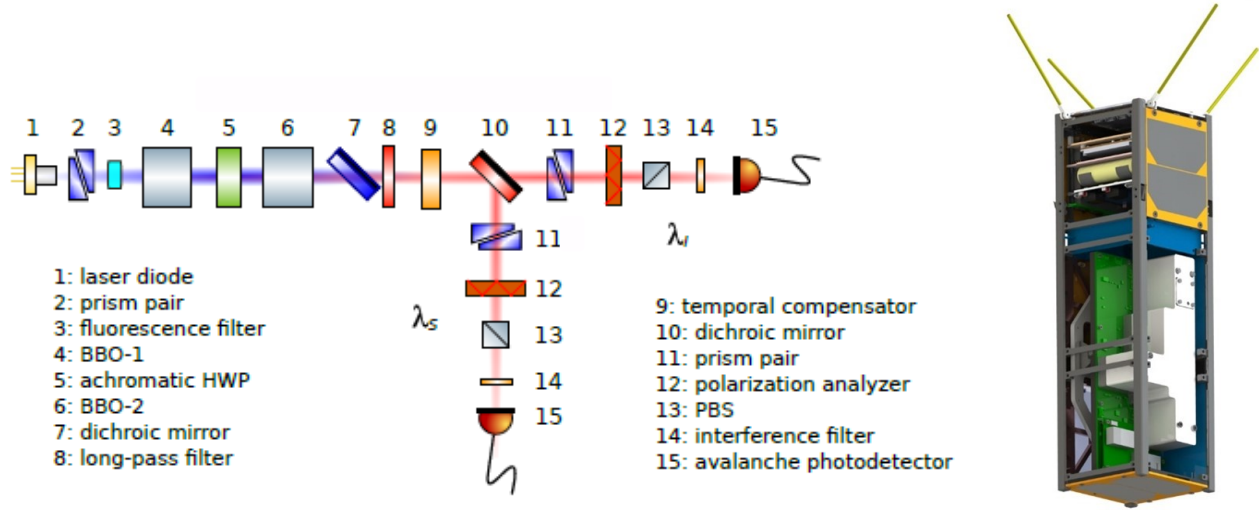 1 2 3 4 5 6 7 8 9 10 11 12 13 14 15
11
λI
12
λS
13
14
15
1: laser diode
2: prism pair
3: fluorescence filter
4: BBO-1
5: achromatic HWP
6: BBO-2
7: dichroic mirror
8: long-pass filter
9: temporal compensator
10: dichroic mirror
11: prism pair
12: polarization analyzer
13: PBS
14: interference filter
15: avalanche photodetector